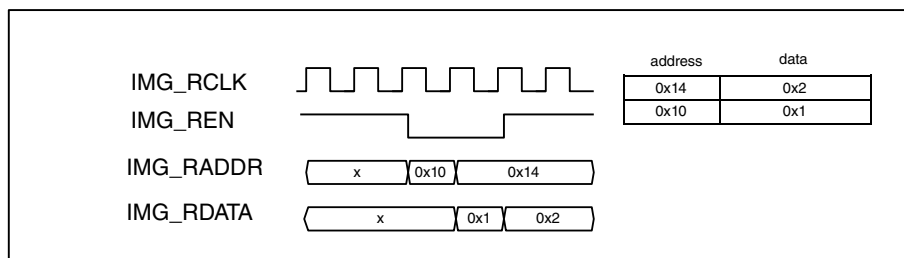 address data
IMG_RCLK
0x14 0x2
0x10 0x1
IMG_REN
IMG_RADDR x 0x10 0x14
IMG_RDATA x 0x1 0x2